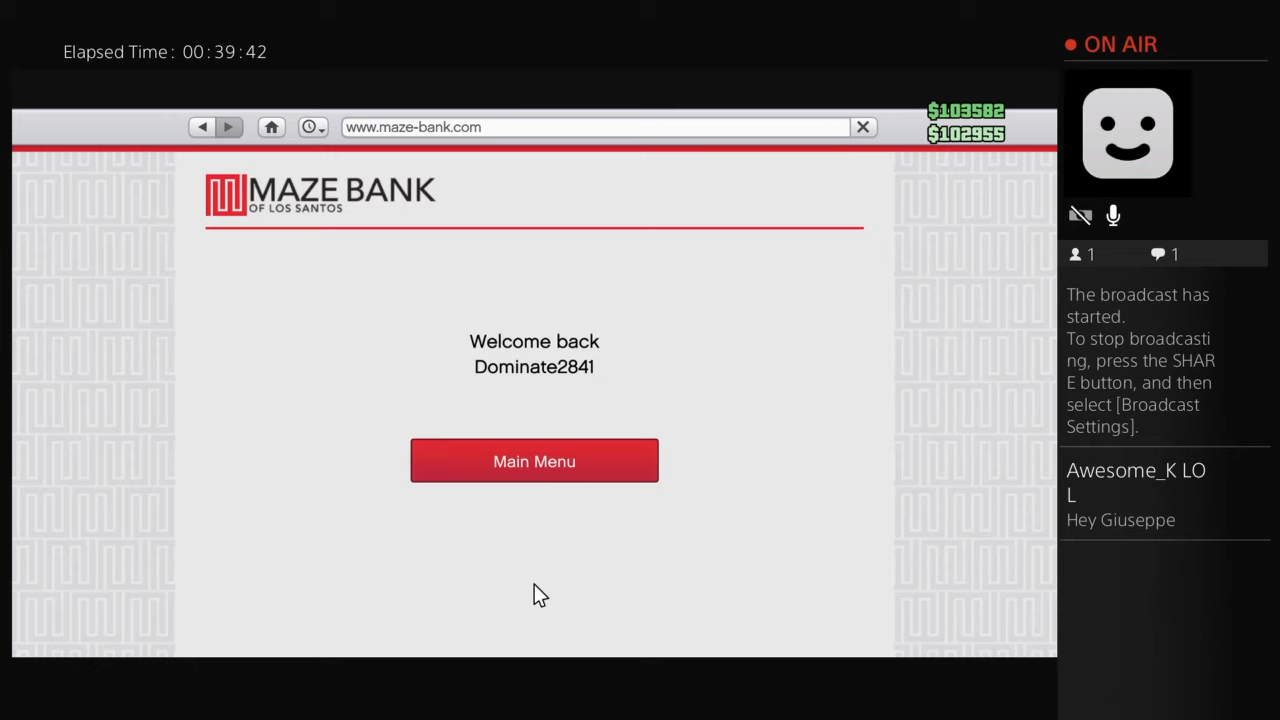 Elapsed Time: 00:39:42
ON AIR
www.maze-bank.com
$103582
$102955
MAZE BANK
OF LOS SANTOS
Welcome back
Dominate2841
Main Menu
1 1
The broadcast has
started.
To stop broadcasti
ng, press the SHAR
E button, and then
select [Broadcast
Settings].
Awesome_K LO
L
Hey Giuseppe